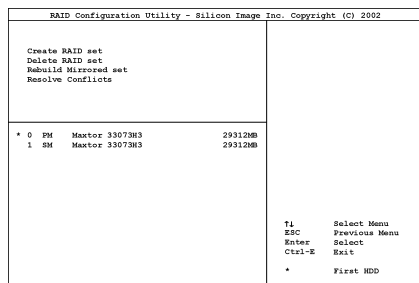 RAID Configuration Utility - Silicon Image Inc. Copyright (C) 2002
Create RAID set
Delete RAID set
Rebuild Mirrored set
Resolve Conflicts
* 0 PM Maxtor 33073H3 29312MB
1 SM Maxtor 33073H3 29312MB
↑↓ Select Menu
ESC Previous Menu
Enter Select
Ctrl-E Exit
* First HDD